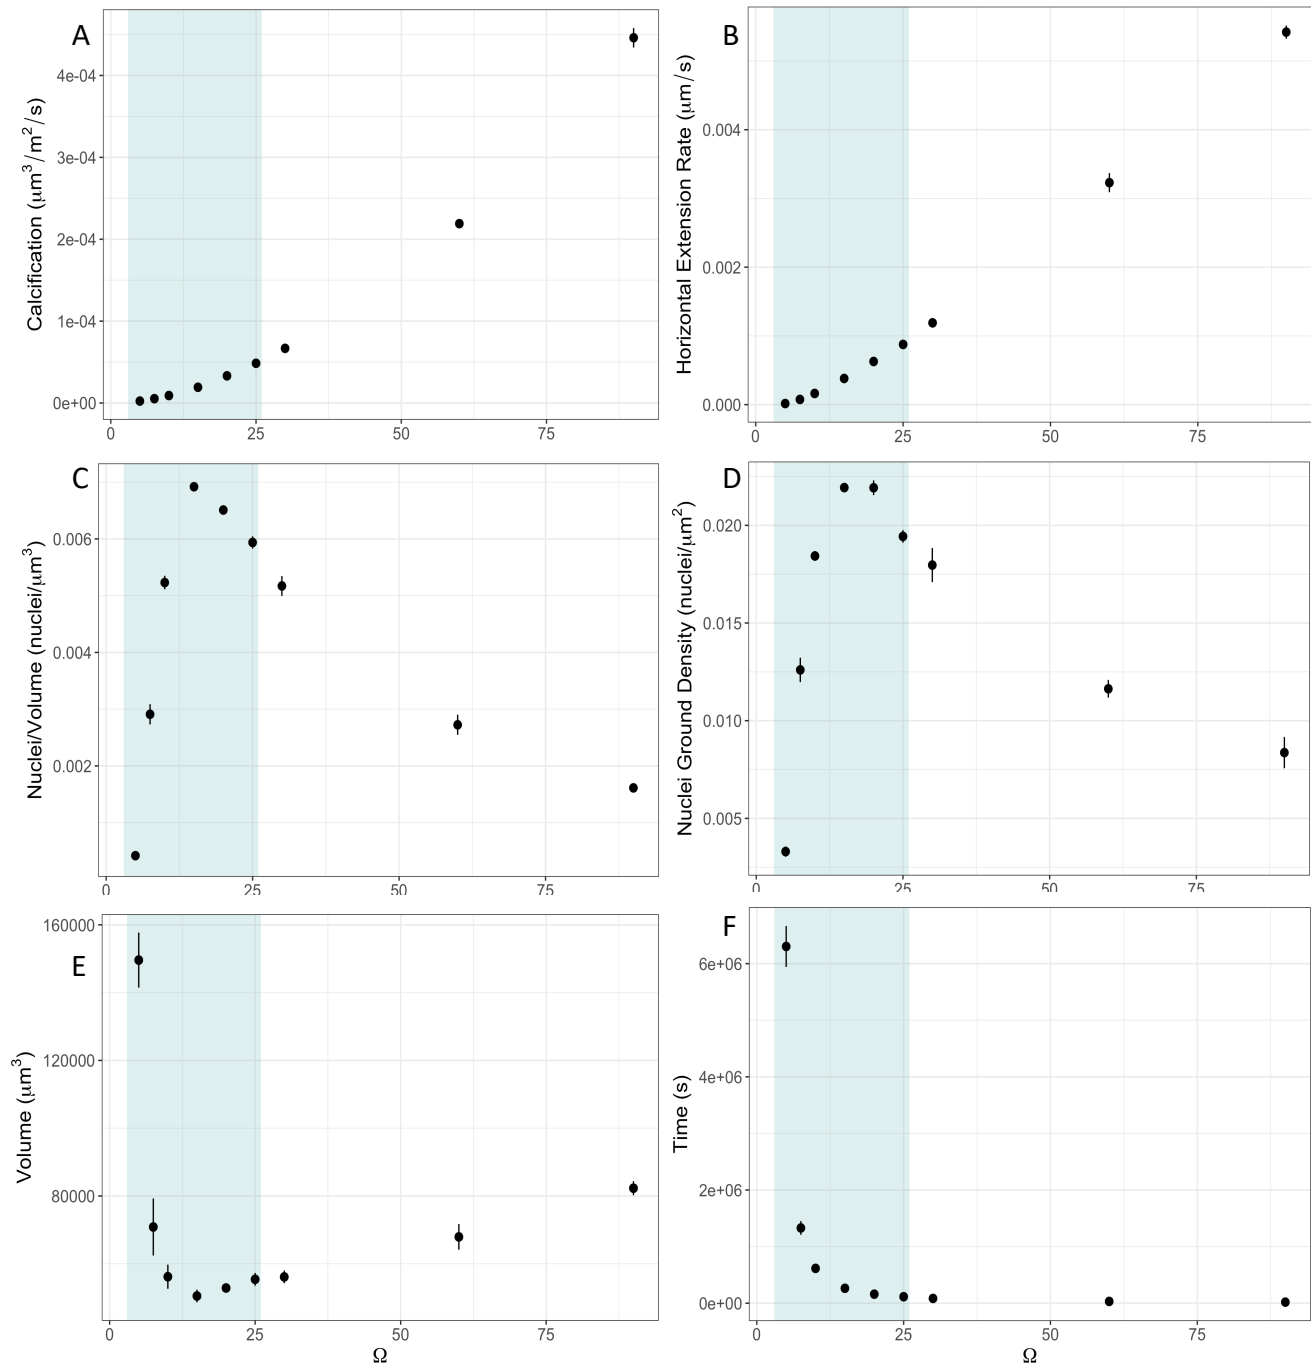 A
Calcification (μm³/m²/s)
4e-04
3e-04
2e-04
1e-04
0e+00
0 25 50 75
B
Horizontal Extension Rate (μm/s)
0.004
0.002
0.000
0 25 50 75
C
Nuclei/Volume (nuclei/μm³)
0.006
0.004
0.002
0 25 50 75
D
Nuclei Ground Density (nuclei/μm²)
0.020
0.015
0.010
0.005
0 25 50 75
E
Volume (μm³)
160000
120000
80000
0 25 50 75
Ω
F
Time (s)
6e+06
4e+06
2e+06
0e+00
0 25 50 75
Ω